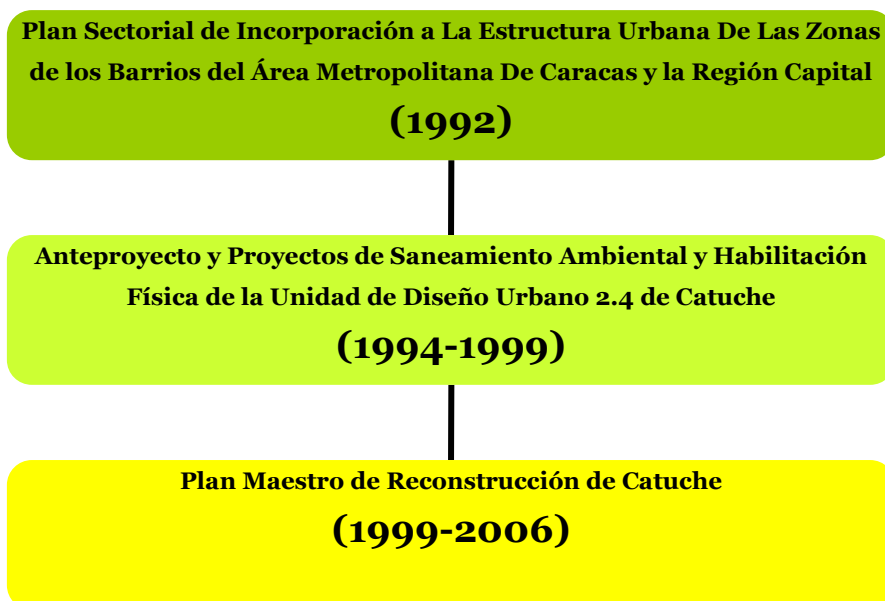 Plan Sectorial de Incorporación a La Estructura Urbana De Las Zonas
de los Barrios del Área Metropolitana De Caracas y la Región Capital
(1992)
Anteproyecto y Proyectos de Saneamiento Ambiental y Habilitación
Física de la Unidad de Diseño Urbano 2.4 de Catuche
(1994-1999)
Plan Maestro de Reconstrucción de Catuche
(1999-2006)